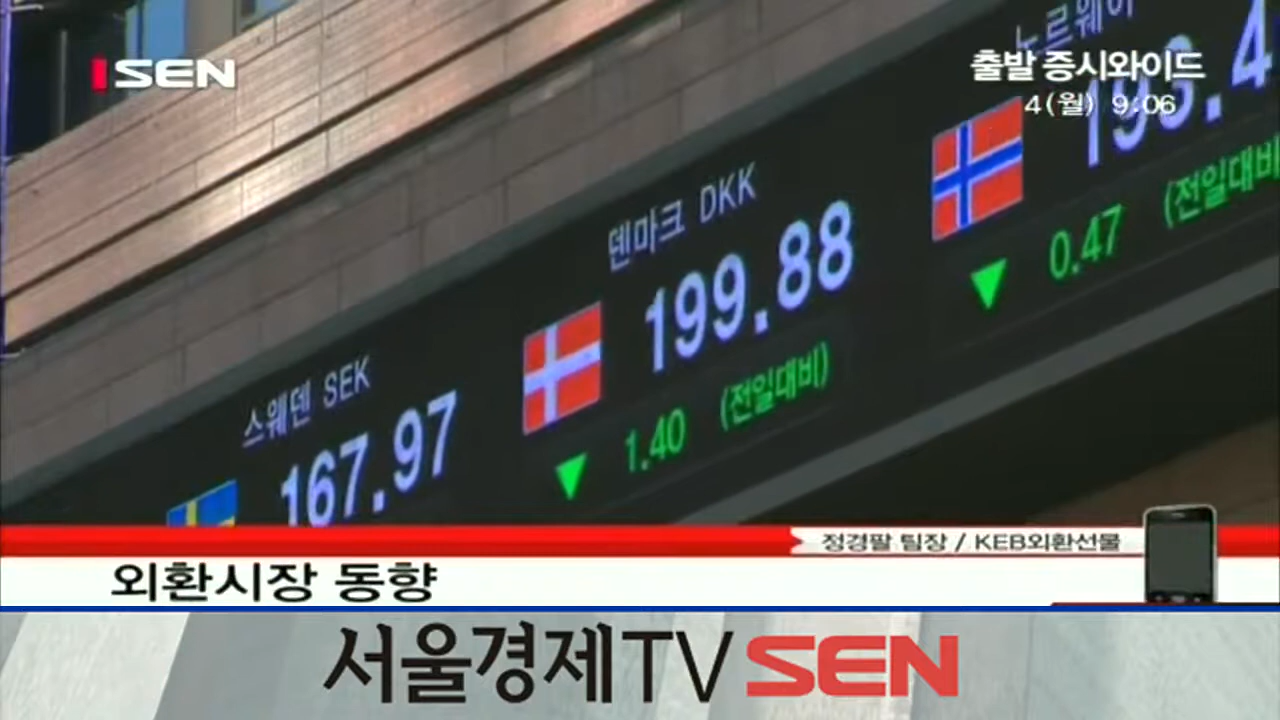 SEN
노르웨이
출발 증시와이드
4(월) 9:06
0.47 (전일대비
덴마크 DKK
199.88
1.40 (전일대비)
스웨덴 SEK
167.97
정경팔 팀장 / KEB외환선물
외환시장 동향
서울경제TV SEN